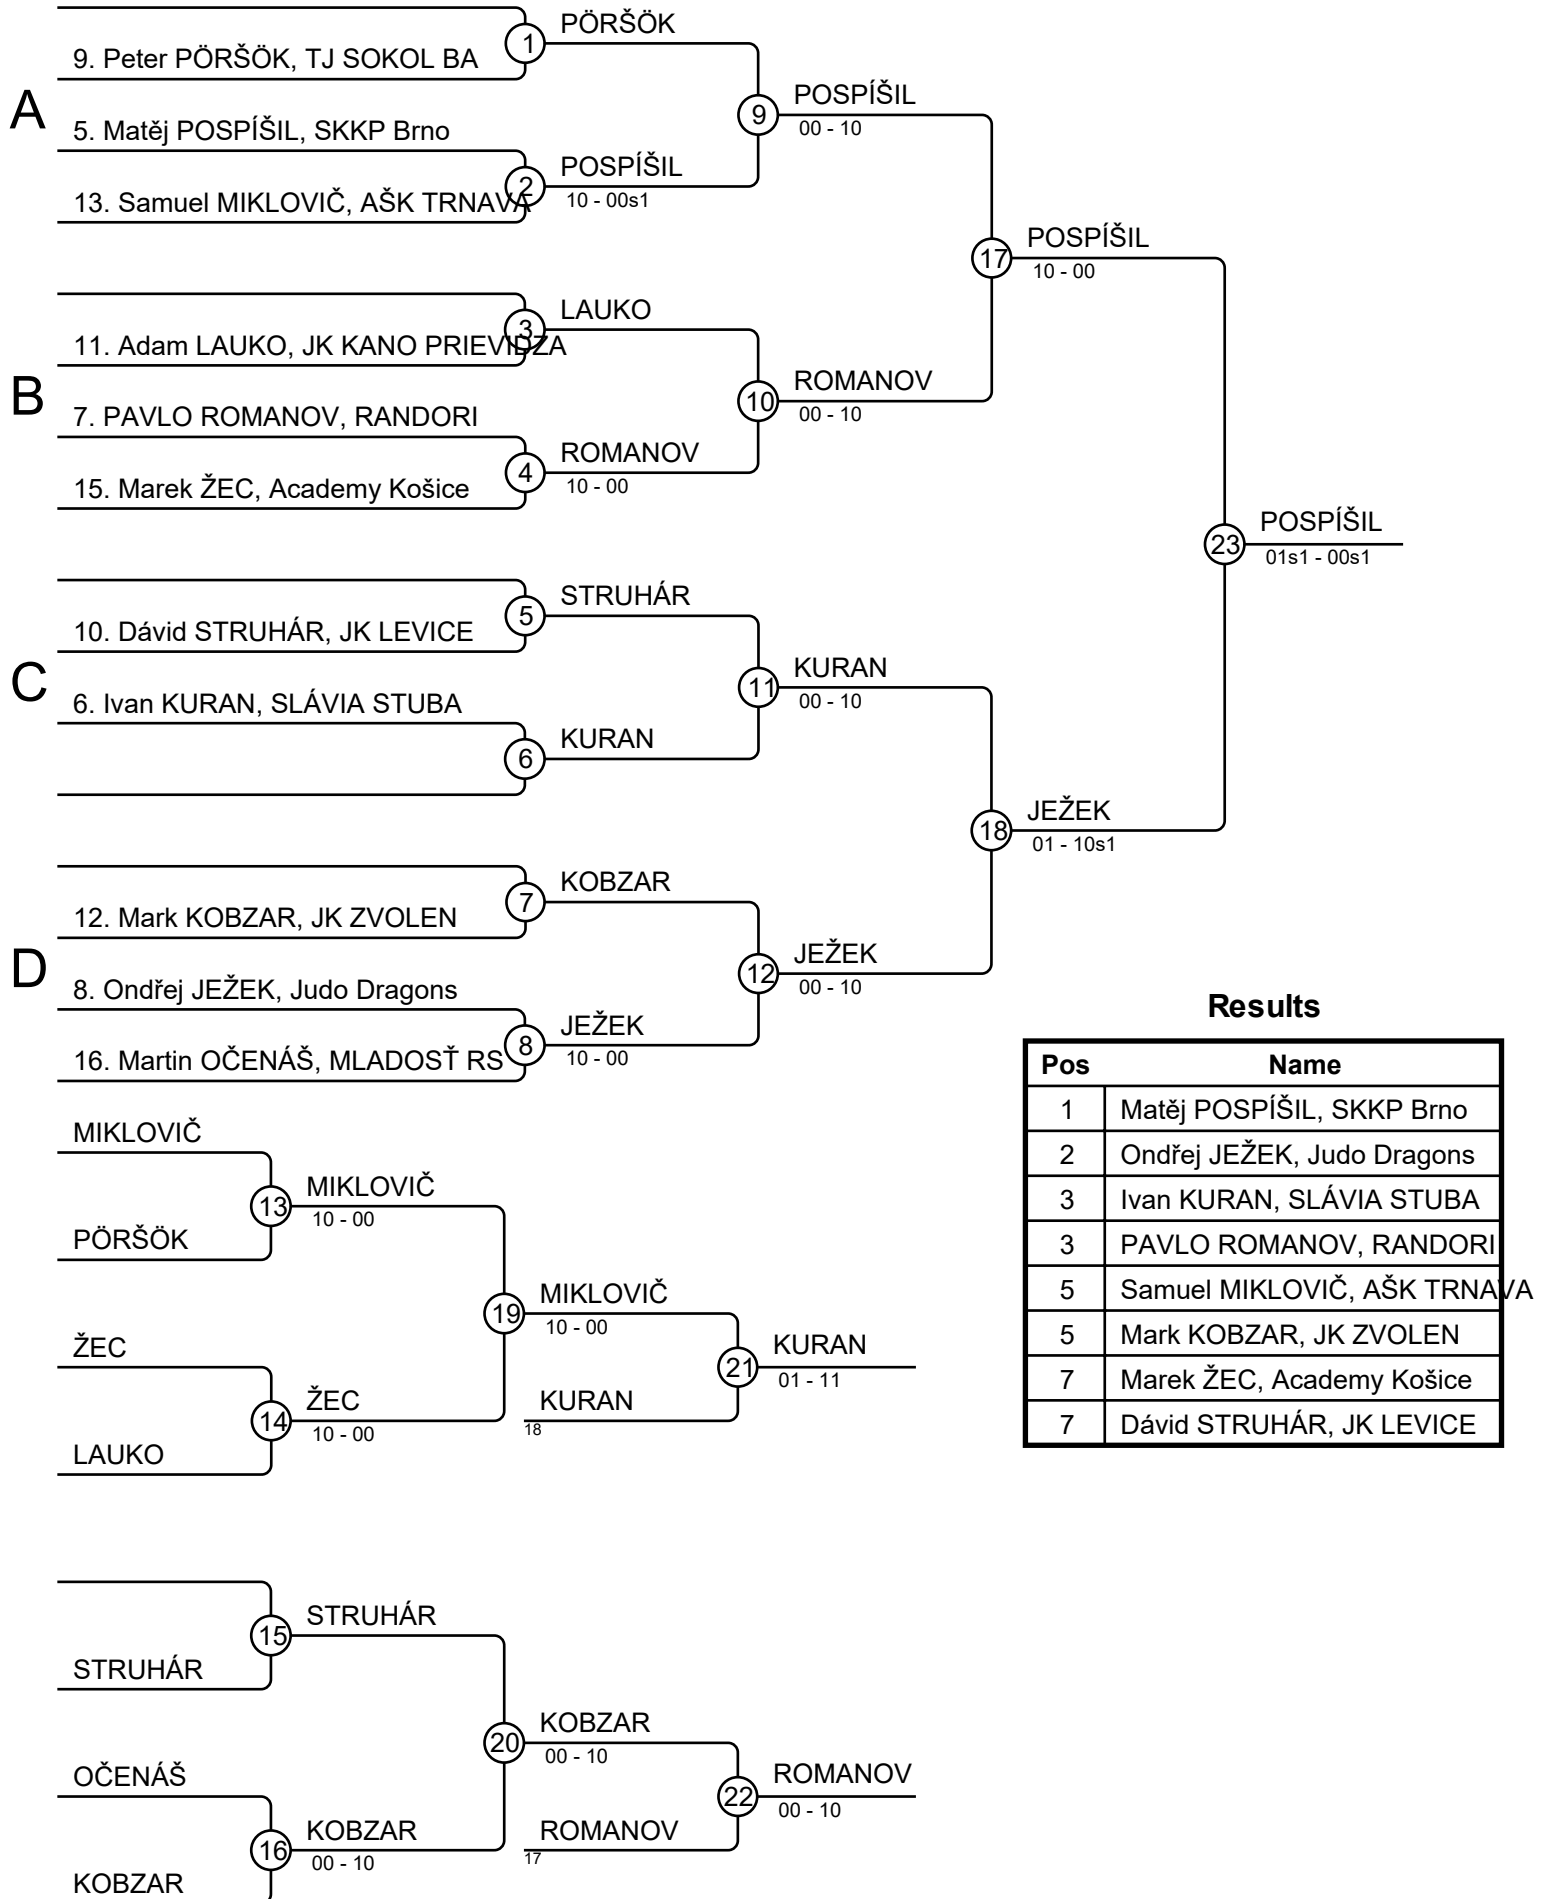 PÖRŠÖK
1
9. Peter PÖRŠÖK, TJ SOKOL BA
A
POSPÍŠIL
9
00 - 10
5. Matěj POSPÍŠIL, SKKP Brno
POSPÍŠIL
2
10 - 00s1
13. Samuel MIKLOVIČ, AŠK TRNAVA
POSPÍŠIL
17
10 - 00
LAUKO
3
11. Adam LAUKO, JK KANO PRIEVIDZA
B
ROMANOV
10
00 - 10
7. PAVLO ROMANOV, RANDORI
ROMANOV
4
10 - 00
15. Marek ŽEC, Academy Košice
POSPÍŠIL
23
01s1 - 00s1
STRUHÁR
5
10. Dávid STRUHÁR, JK LEVICE
C
KURAN
11
00 - 10
6. Ivan KURAN, SLÁVIA STUBA
KURAN
6
JEŽEK
18
01 - 10s1
KOBZAR
7
12. Mark KOBZAR, JK ZVOLEN
D
JEŽEK
12
00 - 10
8. Ondřej JEŽEK, Judo Dragons
JEŽEK
8
10 - 00
16. Martin OČENÁŠ, MLADOSŤ RS
Results
Pos Name
1 Matěj POSPÍŠIL, SKKP Brno
2 Ondřej JEŽEK, Judo Dragons
3 Ivan KURAN, SLÁVIA STUBA
3 PAVLO ROMANOV, RANDORI
5 Samuel MIKLOVIČ, AŠK TRNAVA
5 Mark KOBZAR, JK ZVOLEN
7 Marek ŽEC, Academy Košice
7 Dávid STRUHÁR, JK LEVICE
MIKLOVIČ
MIKLOVIČ
13
10 - 00
PÖRŠÖK
MIKLOVIČ
19
10 - 00
ŽEC
KURAN
21
01 - 11
ŽEC
14
10 - 00
KURAN
18
LAUKO
STRUHÁR
15
STRUHÁR
KOBZAR
20
00 - 10
OČENÁŠ
ROMANOV
22
00 - 10
KOBZAR
16
00 - 10
ROMANOV
17
KOBZAR